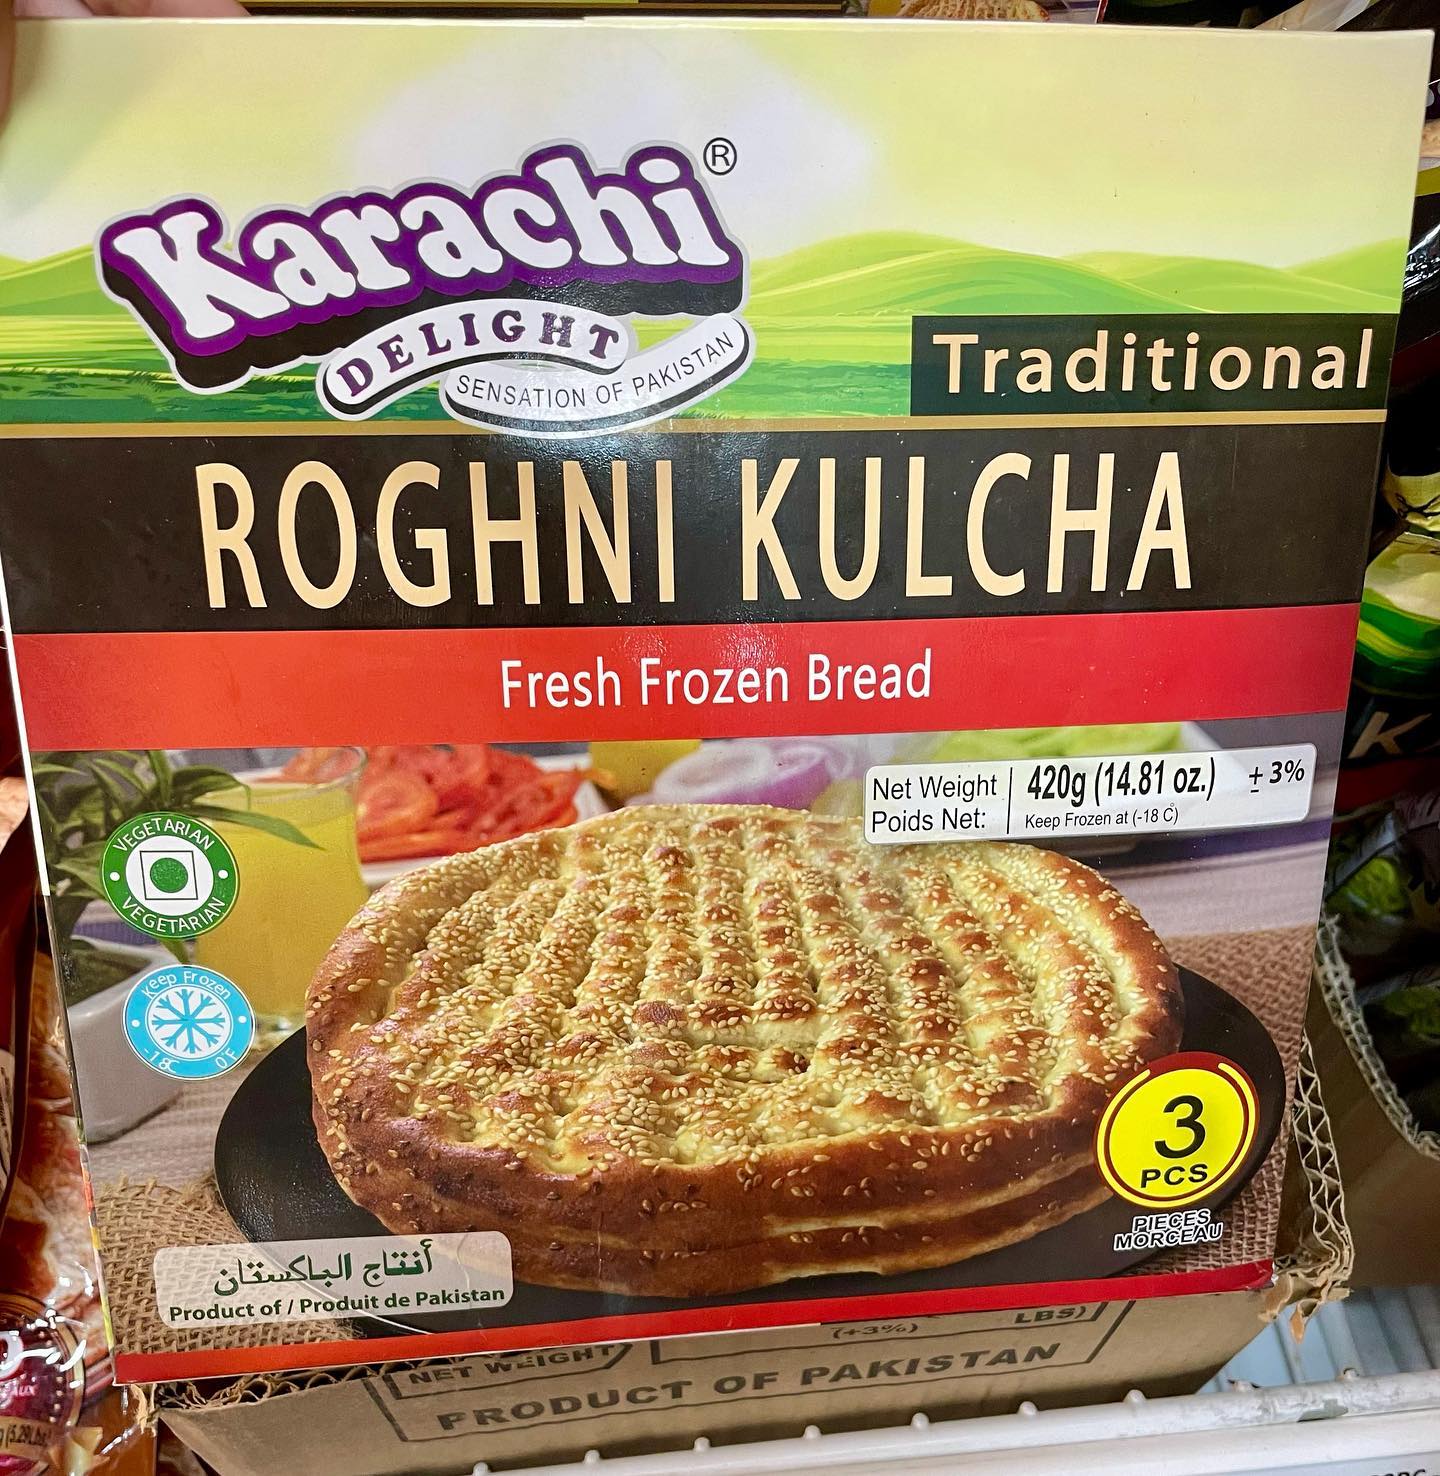 Karachi®
DELIGHT
SENSATION OF PAKISTAN
Traditional
ROGHNI KULCHA
Fresh Frozen Bread
Net Weight
Poids Net:
420g (14.81 oz.) ± 3%
Keep Frozen at (-18 C̊)
VEGETARIAN
VEGETARIAN
Keep Frozen
-18C 0°F
3
PCS
PIECES
MORCEAU
أنتاج الباكستان
Product of / Produit de Pakistan
(+3%) LBS)
NET WEIGHT
PRODUCT OF PAKISTAN
K